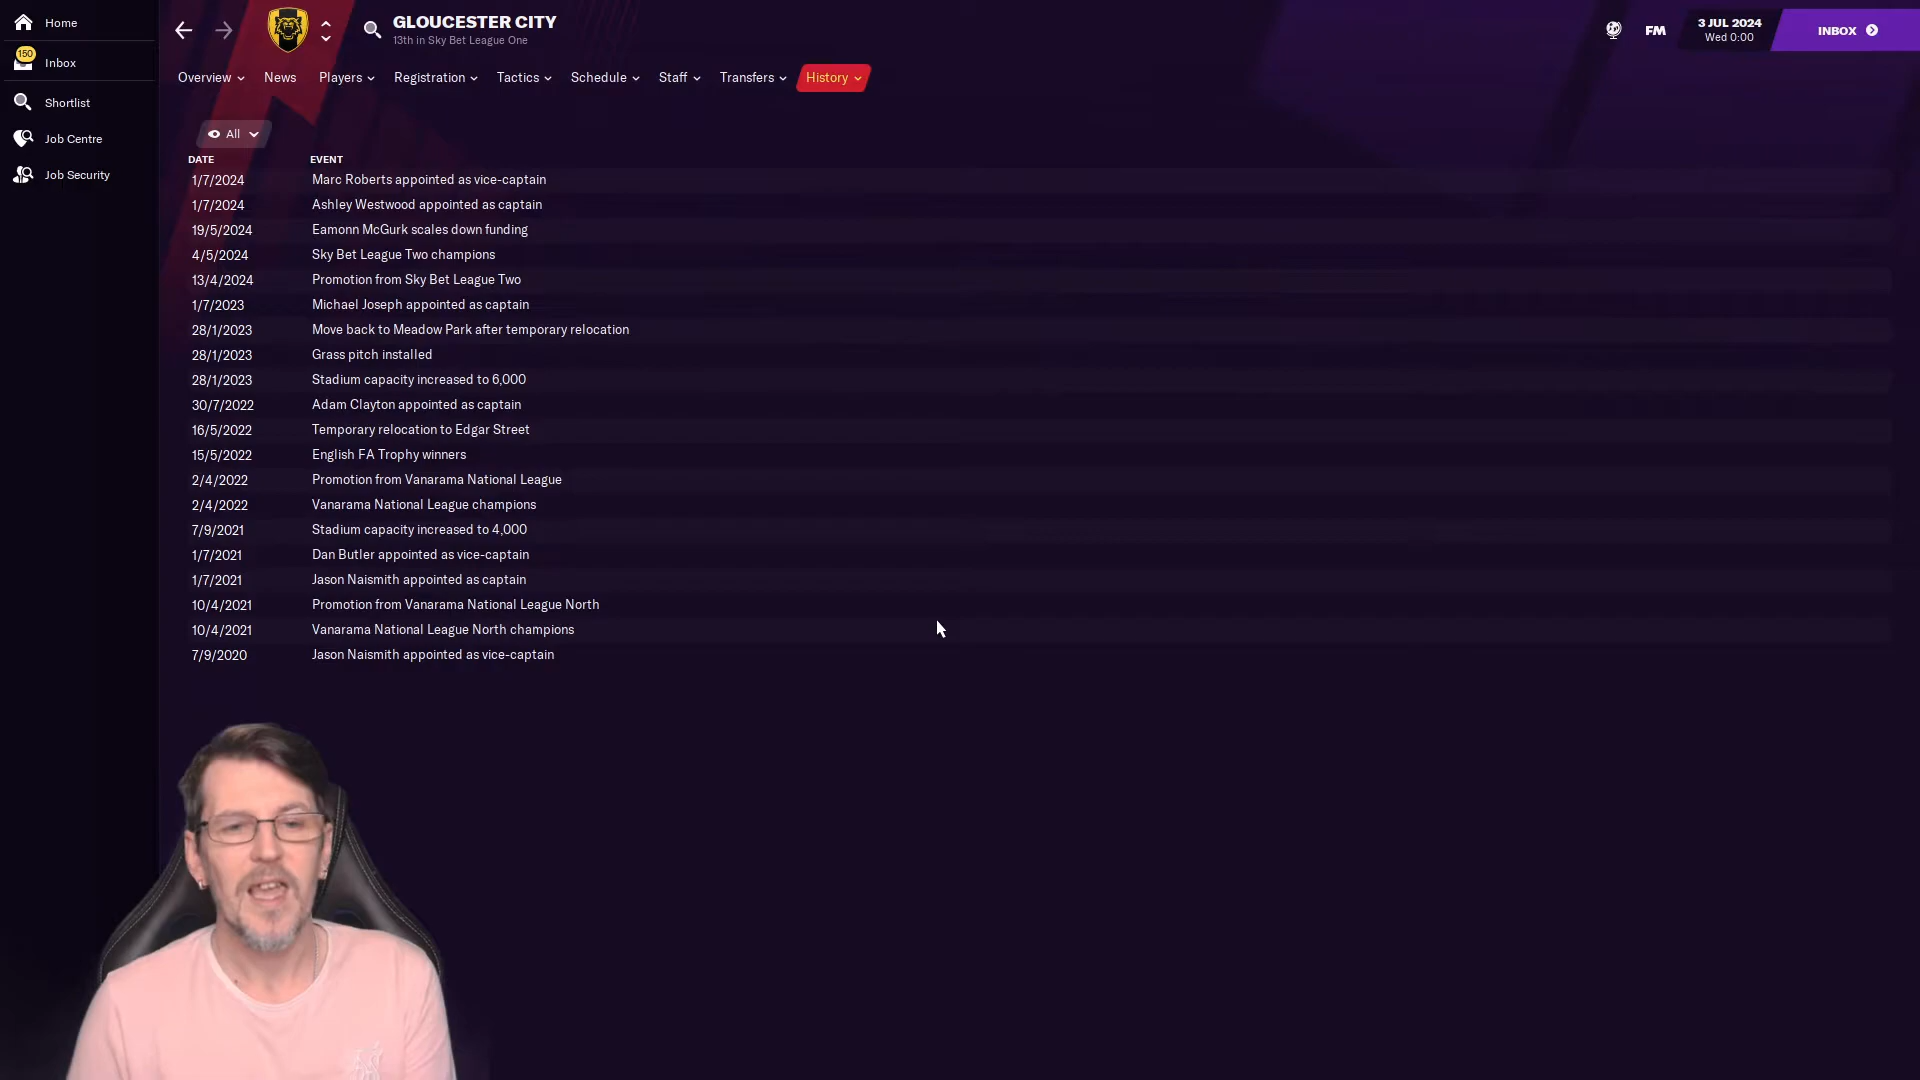 Home
GLOUCESTER CITY
13th in Sky Bet League One
FM
3 JUL 2024
Wed 0:00
INBOX
150
Inbox
Overview News Players Registration Tactics Schedule Staff Transfers History
Shortlist
Job Centre
Job Security
All
DATE EVENT
1/7/2024 Marc Roberts appointed as vice-captain
1/7/2024 Ashley Westwood appointed as captain
19/5/2024 Eamonn McGurk scales down funding
4/5/2024 Sky Bet League Two champions
13/4/2024 Promotion from Sky Bet League Two
1/7/2023 Michael Joseph appointed as captain
28/1/2023 Move back to Meadow Park after temporary relocation
28/1/2023 Grass pitch installed
28/1/2023 Stadium capacity increased to 6,000
30/7/2022 Adam Clayton appointed as captain
16/5/2022 Temporary relocation to Edgar Street
15/5/2022 English FA Trophy winners
2/4/2022 Promotion from Vanarama National League
2/4/2022 Vanarama National League champions
7/9/2021 Stadium capacity increased to 4,000
1/7/2021 Dan Butler appointed as vice-captain
1/7/2021 Jason Naismith appointed as captain
10/4/2021 Promotion from Vanarama National League North
10/4/2021 Vanarama National League North champions
7/9/2020 Jason Naismith appointed as vice-captain